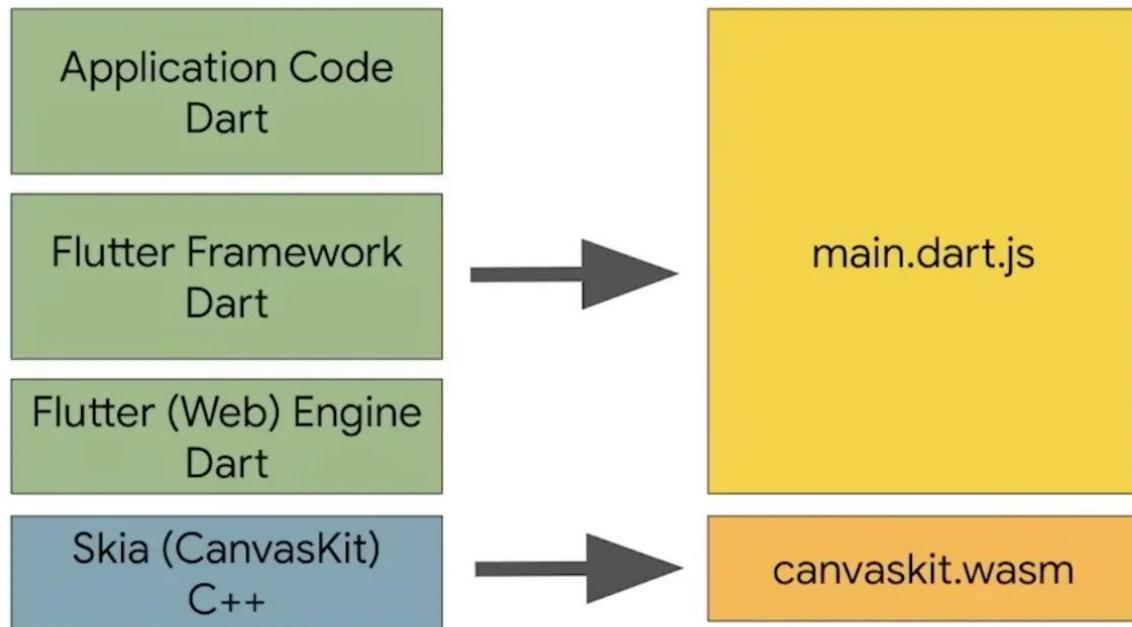 Application Code
Dart
Flutter Framework
Dart
Flutter (Web) Engine
Dart
Skia (CanvasKit)
C++
main.dart.js
canvaskit.wasm